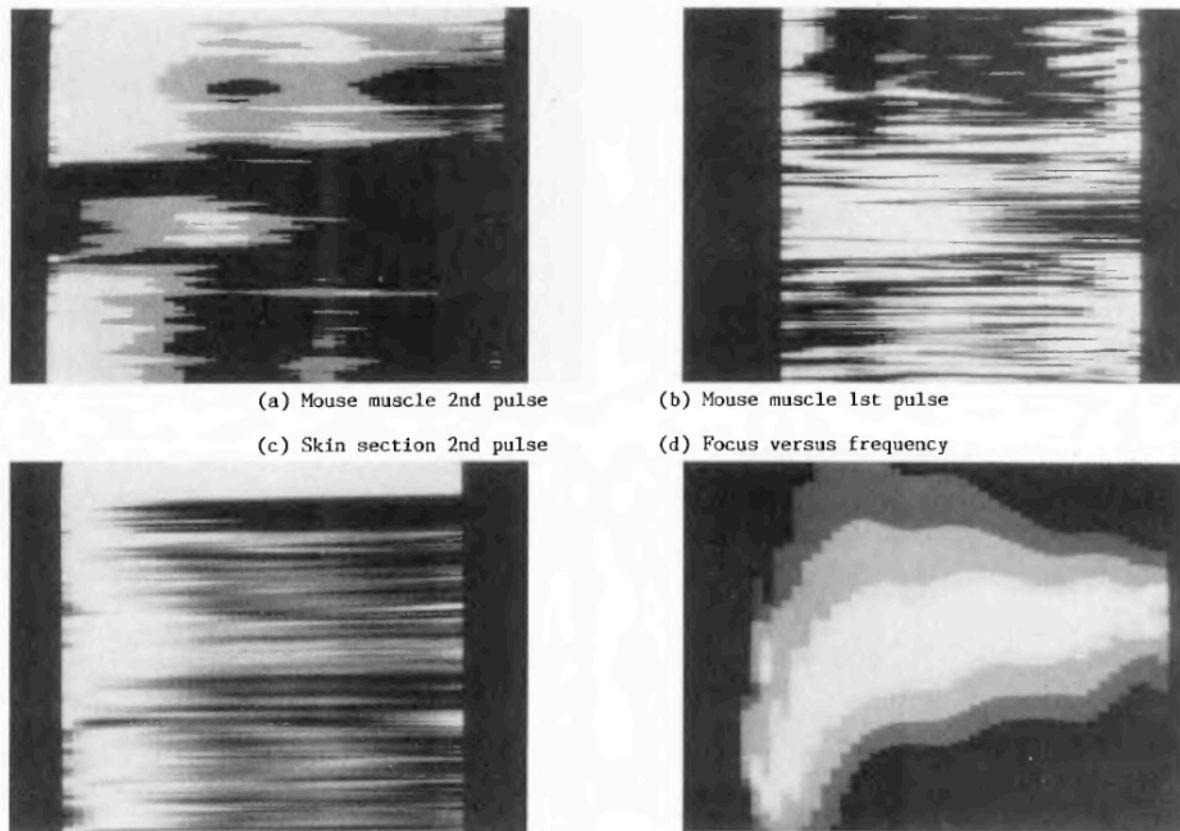 (a) Mouse muscle 2nd pulse
(b) Mouse muscle 1st pulse
(c) Skin section 2nd pulse
(d) Focus versus frequency